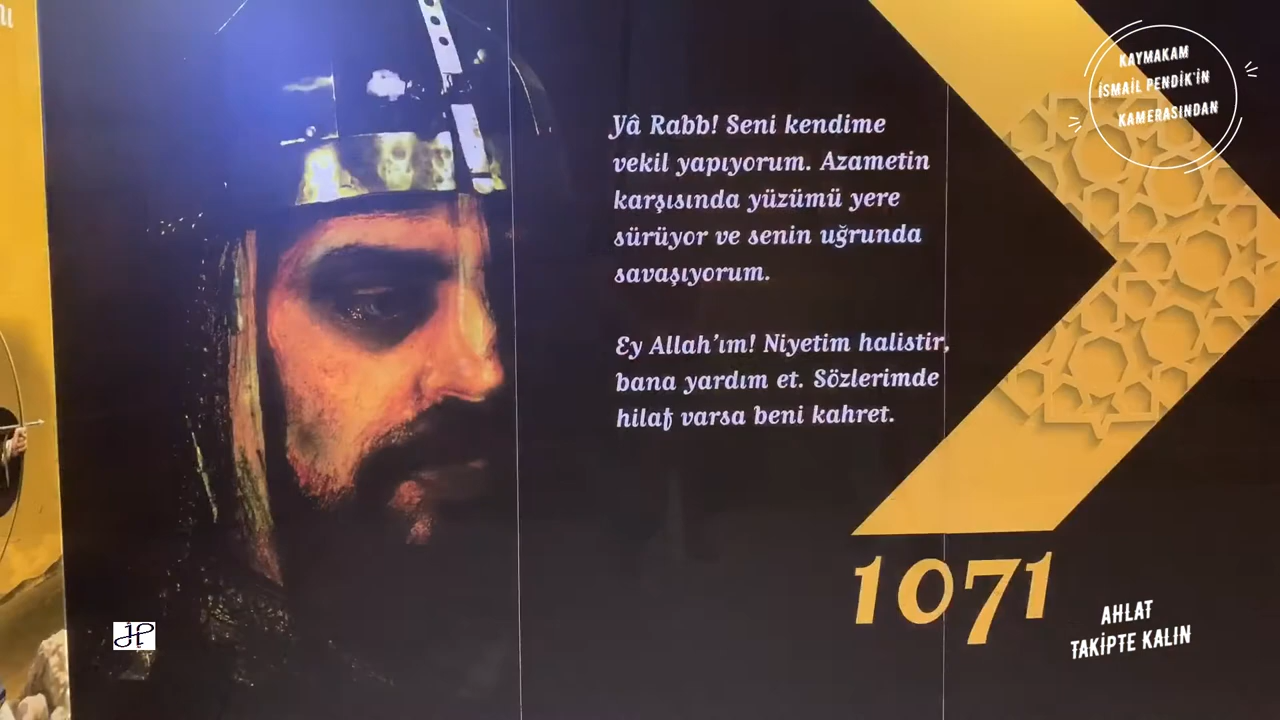 KAYMAKAM
İSMAİL PENDİK'İN
KAMERASINDAN
Yâ Rabb! Seni kendime
vekil yapıyorum. Azametin
karşısında yüzümü yere
sürüyor ve senin uğrunda
savaşıyorum.
Ey Allah'ım! Niyetim halistir,
bana yardım et. Sözlerimde
hilaf varsa beni kahret.
1071
AHLAT
TAKİPTE KALIN